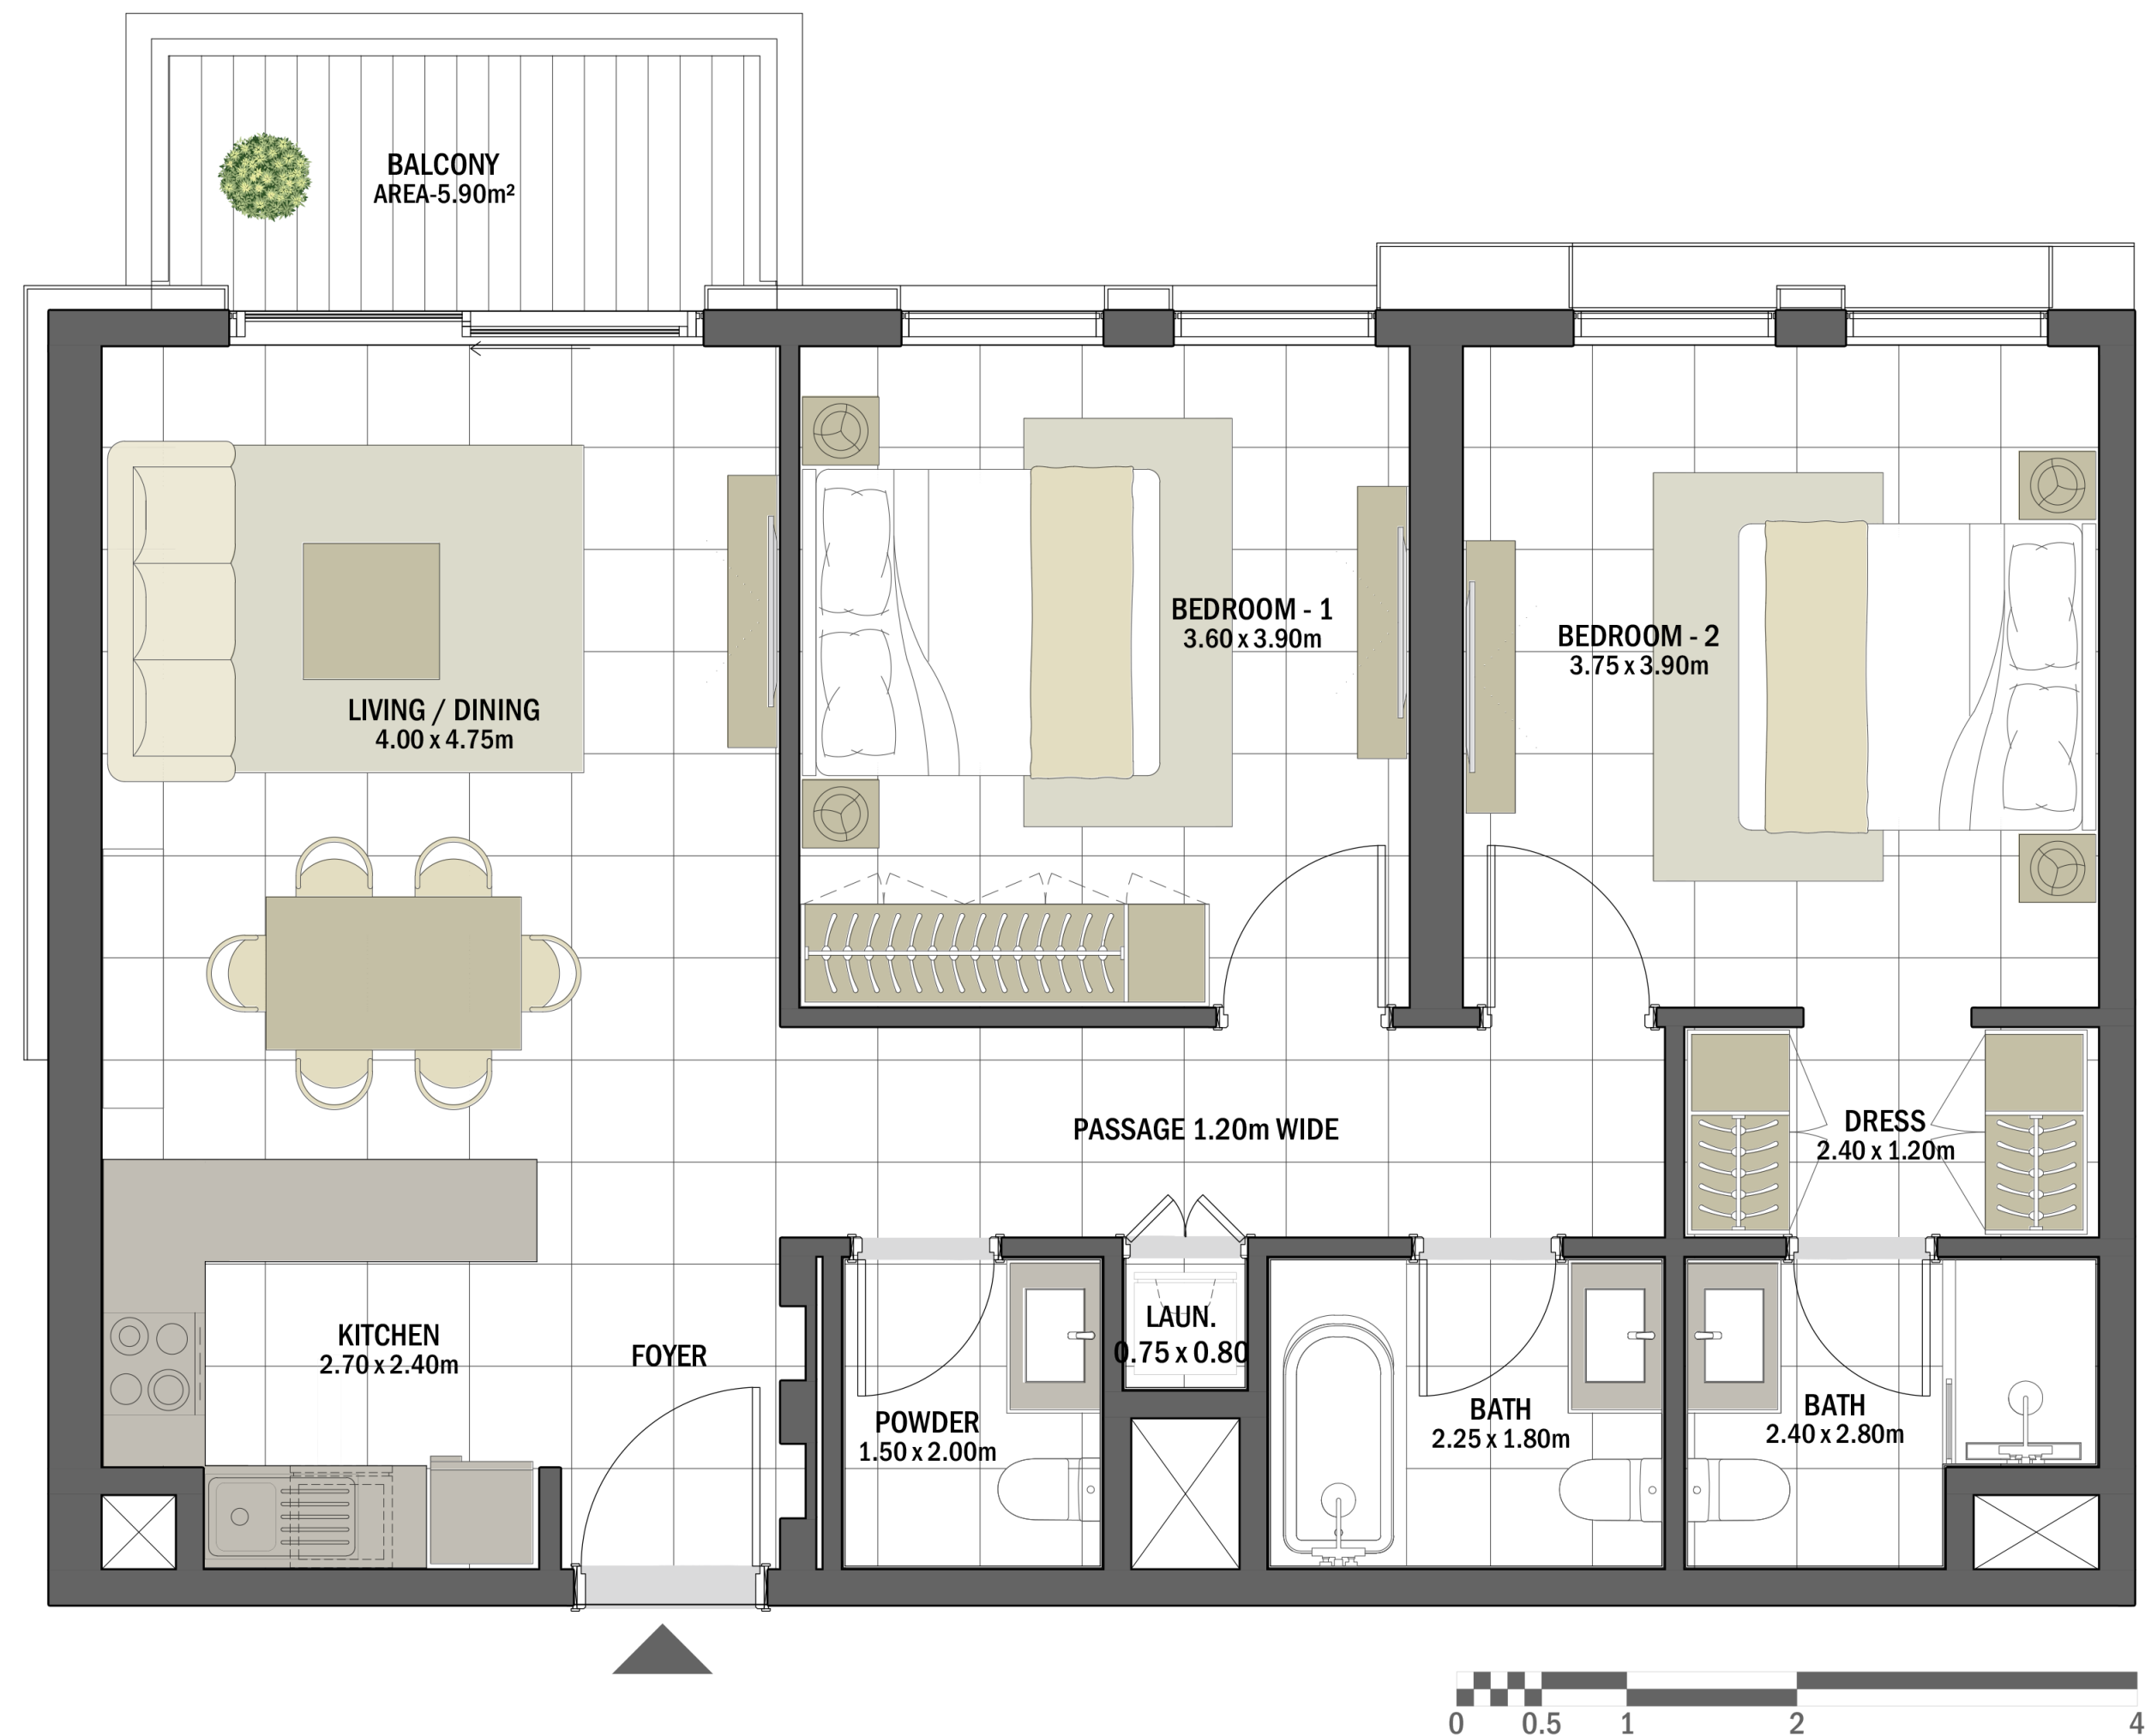 BALCONY
AREA-5.90m²
BEDROOM - 1
3.60 x 3.90m
BEDROOM - 2
3.75 x 3.90m
LIVING / DINING
4.00 x 4.75m
PASSAGE 1.20m WIDE
DRESS
2.40 x 1.20m
KITCHEN
2.70 x 2.40m
FOYER
LAUN.
0.75 x 0.80
POWDER
1.50 x 2.00m
BATH
2.25 x 1.80m
BATH
2.40 x 2.80m
0 0.5 1 2 4